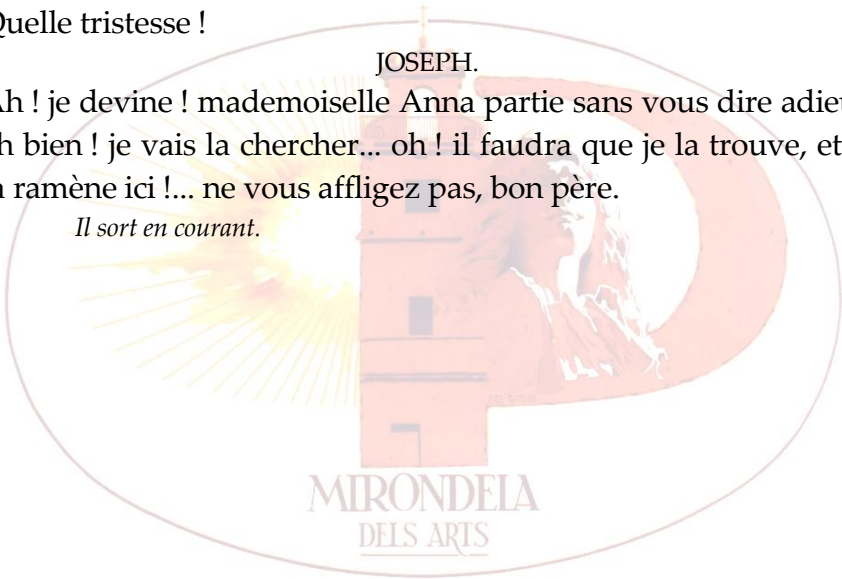 Quelle tristesse !
JOSEPH.
Ah ! je devine ! mademoiselle Anna partie sans vous dire adieu
h bien ! je vais la chercher... oh ! il faudra que je la trouve, et
ramène ici !... ne vous affligez pas, bon père.
Il sort en courant.
MIRONDELA
DELS ARTS